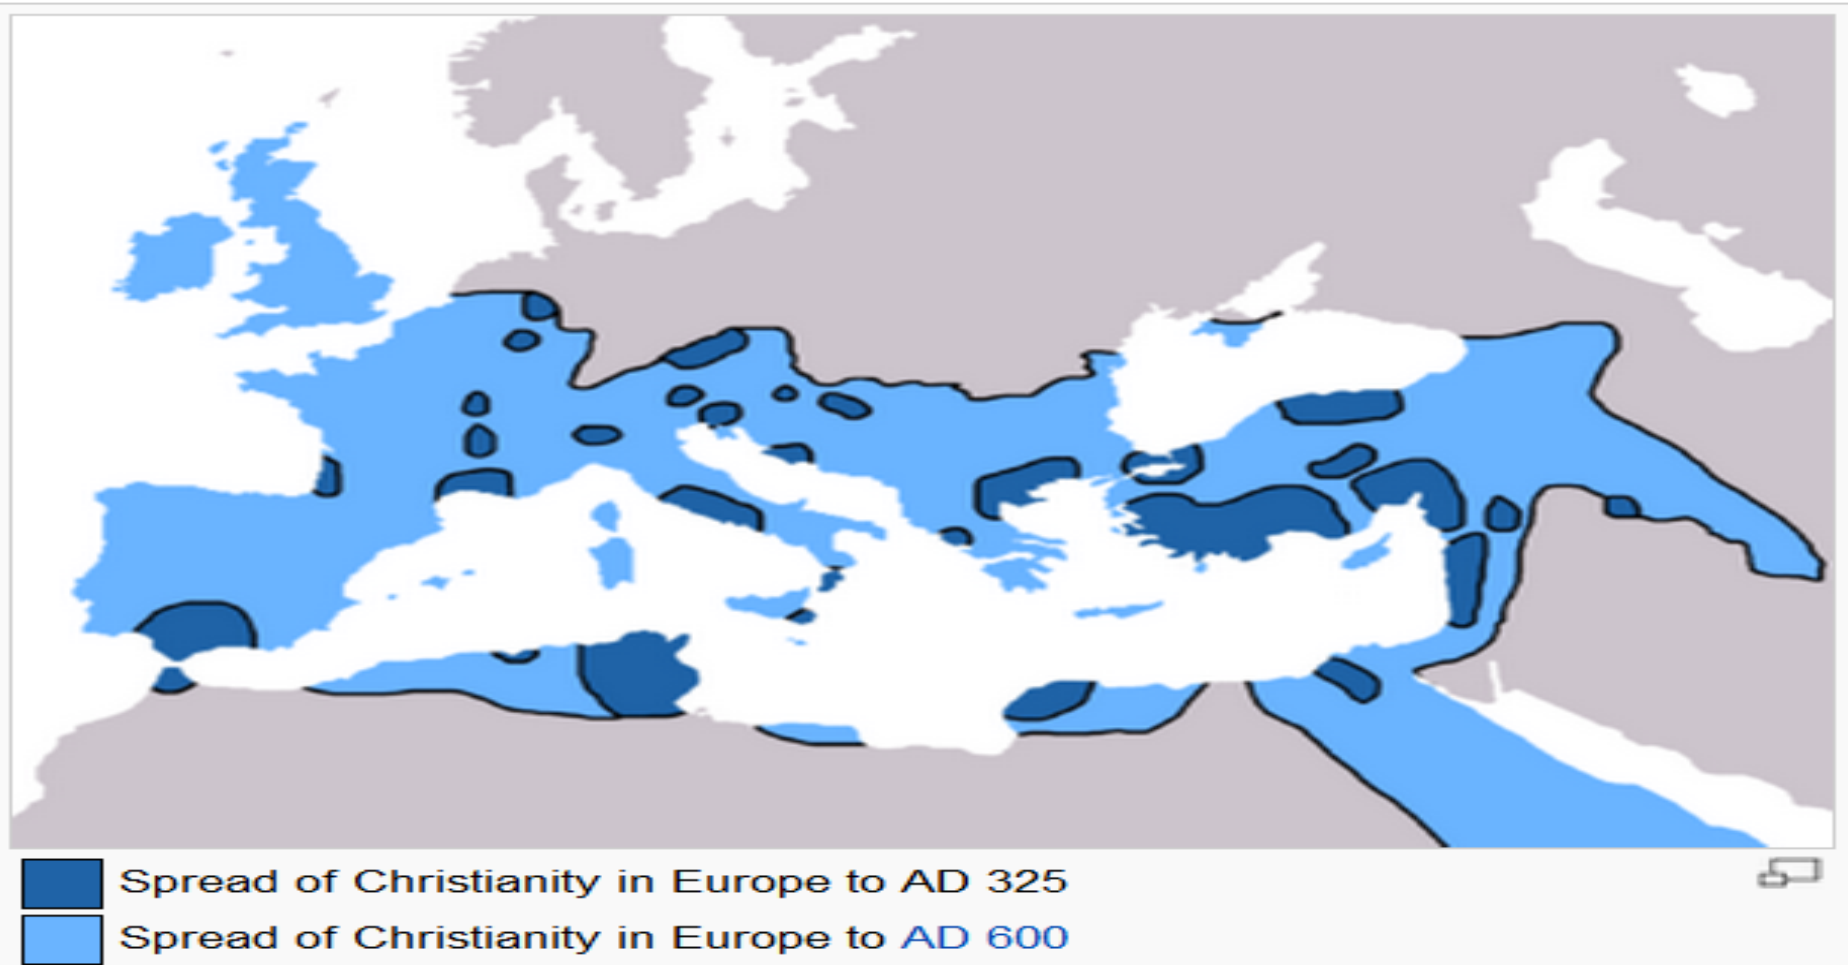 Spread of Christianity in Europe to AD 325
Spread of Christianity in Europe to AD 600